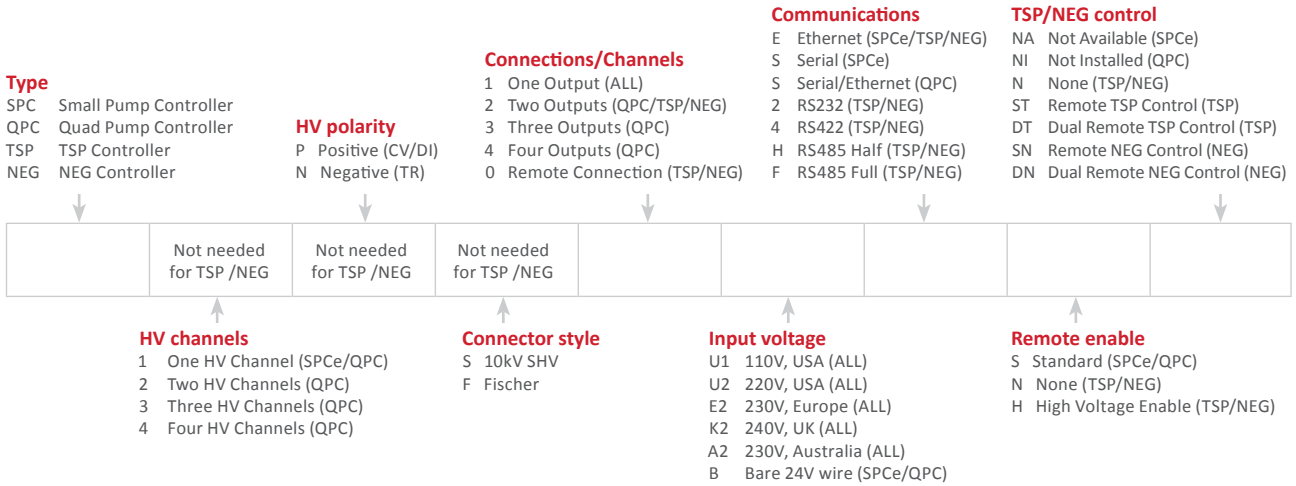 Type
SPC Small Pump Controller
QPC Quad Pump Controller
TSP TSP Controller
NEG NEG Controller
HV polarity
P Positive (CV/DI)
N Negative (TR)
Connections/Channels
1 One Output (ALL)
2 Two Outputs (QPC/TSP/NEG)
3 Three Outputs (QPC)
4 Four Outputs (QPC)
0 Remote Connection (TSP/NEG)
Communications
E Ethernet (SPCe/TSP/NEG)
S Serial (SPCe)
S Serial/Ethernet (QPC)
2 RS232 (TSP/NEG)
4 RS422 (TSP/NEG)
H RS485 Half (TSP/NEG)
F RS485 Full (TSP/NEG)
TSP/NEG control
NA Not Available (SPCe)
NI Not Installed (QPC)
N None (TSP/NEG)
ST Remote TSP Control (TSP)
DT Dual Remote TSP Control (TSP)
SN Remote NEG Control (NEG)
DN Dual Remote NEG Control (NEG)
Not needed
for TSP /NEG
Not needed
for TSP /NEG
Not needed
for TSP /NEG
HV channels
1 One HV Channel (SPCe/QPC)
2 Two HV Channels (QPC)
3 Three HV Channels (QPC)
4 Four HV Channels (QPC)
Connector style
S 10kV SHV
F Fischer
Input voltage
U1 110V, USA (ALL)
U2 220V, USA (ALL)
E2 230V, Europe (ALL)
K2 240V, UK (ALL)
A2 230V, Australia (ALL)
B Bare 24V wire (SPCe/QPC)
Remote enable
S Standard (SPCe/QPC)
N None (TSP/NEG)
H High Voltage Enable (TSP/NEG)